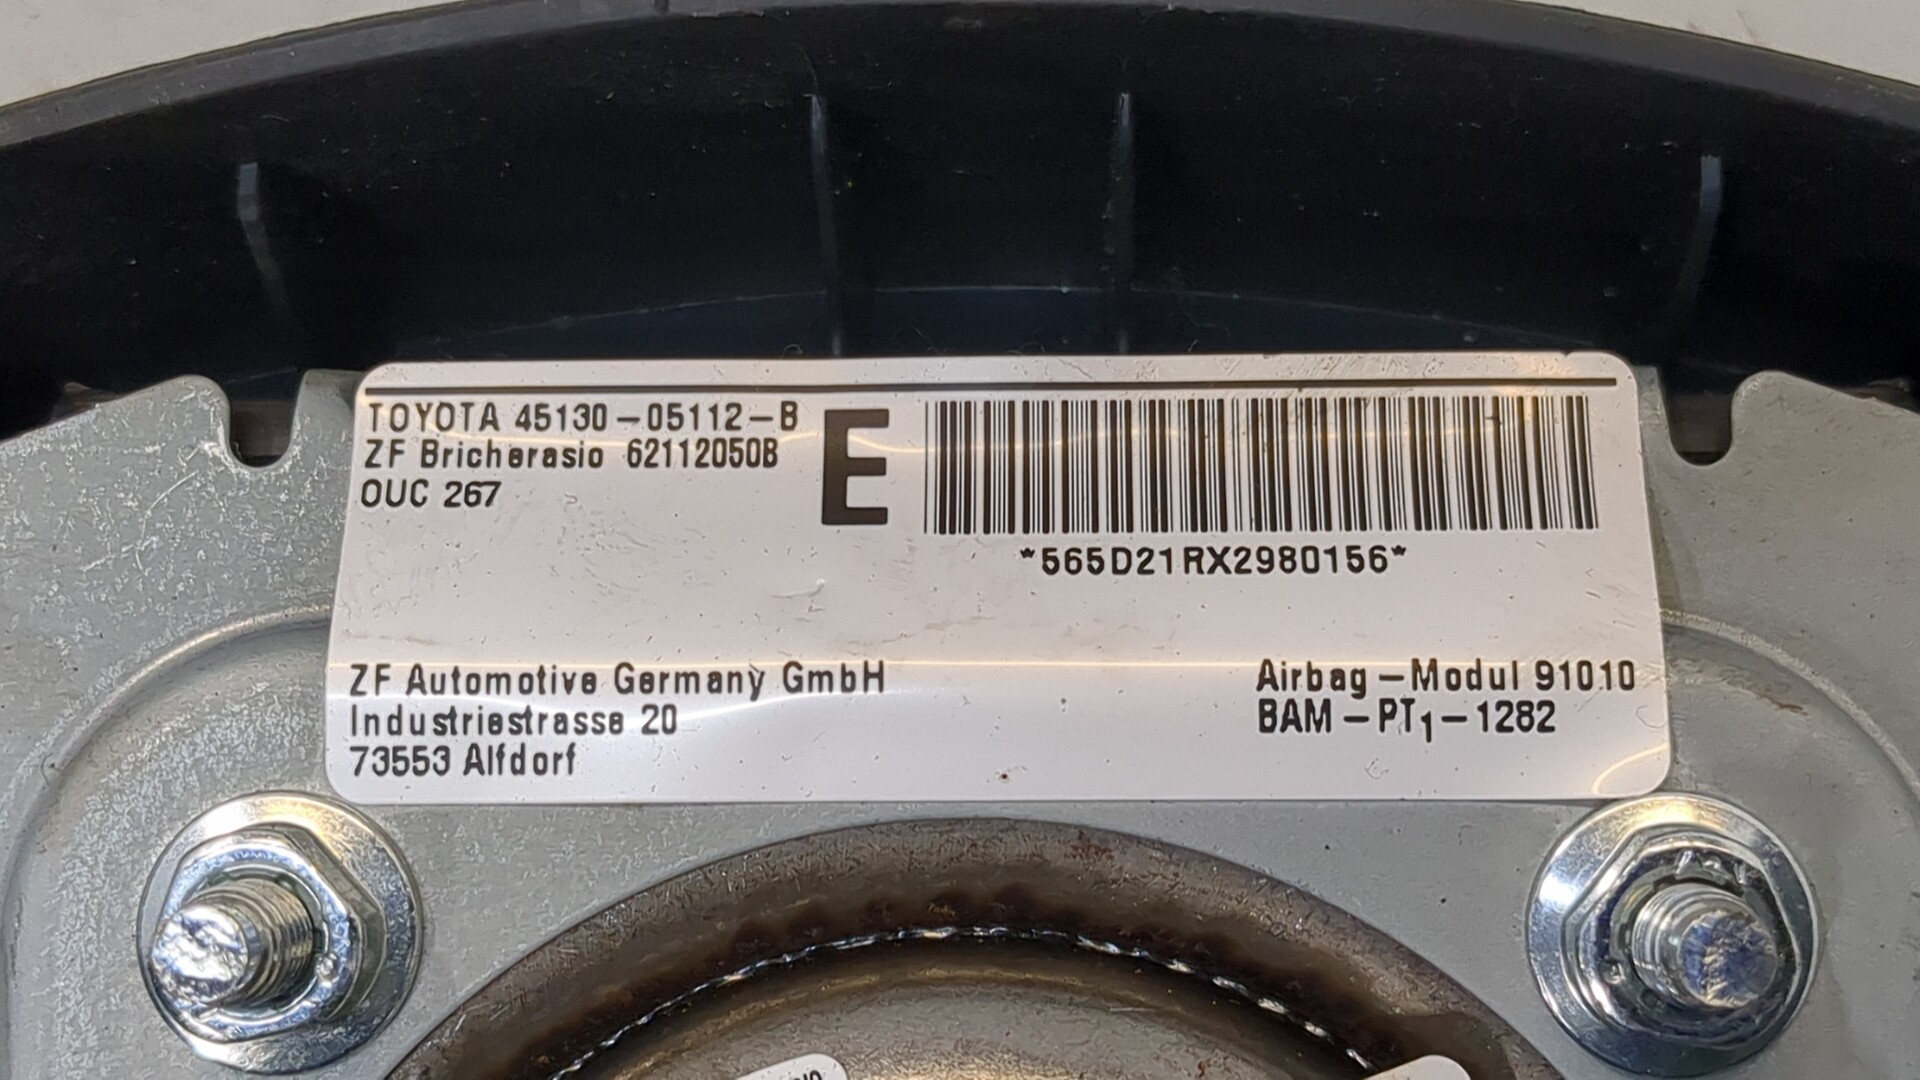 TOYOTA 45130-05112-B
ZF Bricherasio 62112050B
OUC 267
E
*565D21RX2980156*
ZF Automotive Germany GmbH
Industriestrasse 20
73553 Alfdorf
Airbag-Modul 91010
BAM-PT1-1282